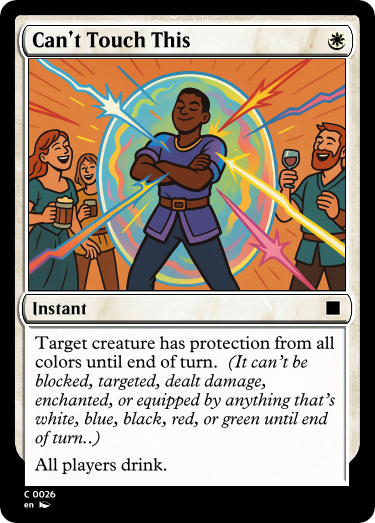 Can't Touch This
Instant
Target creature has protection from all
colors until end of turn. (It can't be
blocked, targeted, dealt damage,
enchanted, or equipped by anything that's
white, blue, black, red, or green until end
of turn..)
All players drink.
C 0026
en